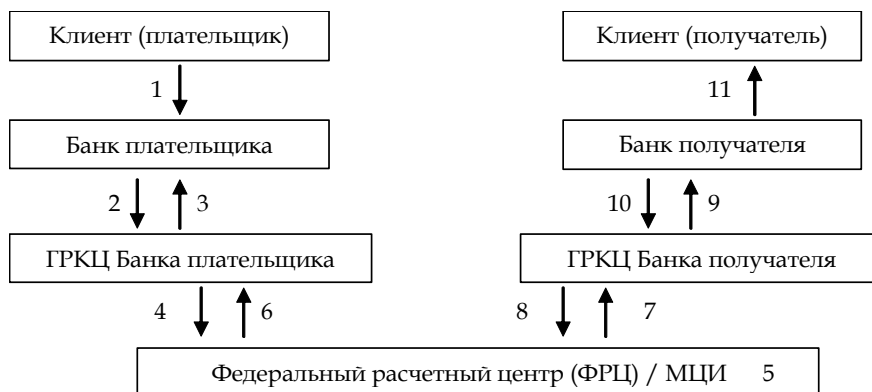 Клиент (плательщик)
Клиент (получатель)
1
11
Банк плательщика
Банк получателя
2
3
10
9
ГРКЦ Банка плательщика
ГРКЦ Банка получателя
4
6
8
7
Федеральный расчетный центр (ФРЦ) / МЦИ 5